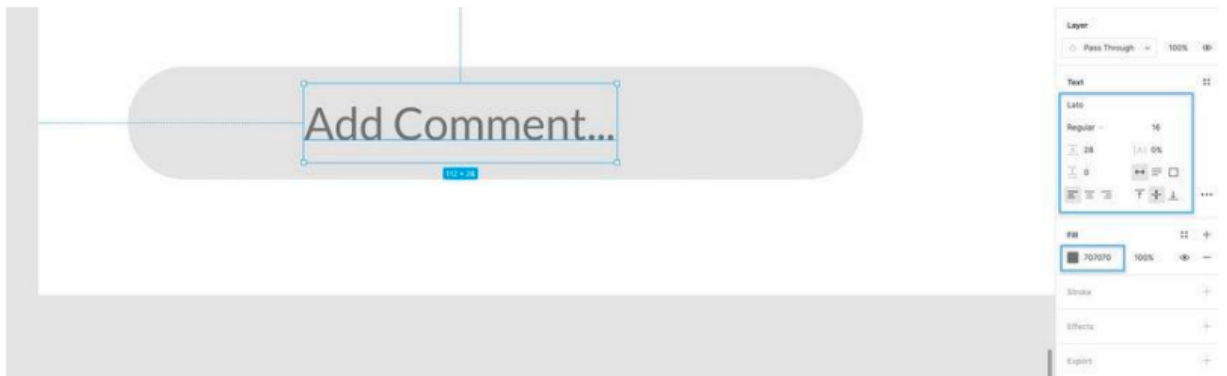 Add Comment...
112 × 28
Layer
Pass Through 100%
Text
Lato
Regular 16
28 |A| 0%
0
Fill
707070 100%
Stroke
Effects
Export